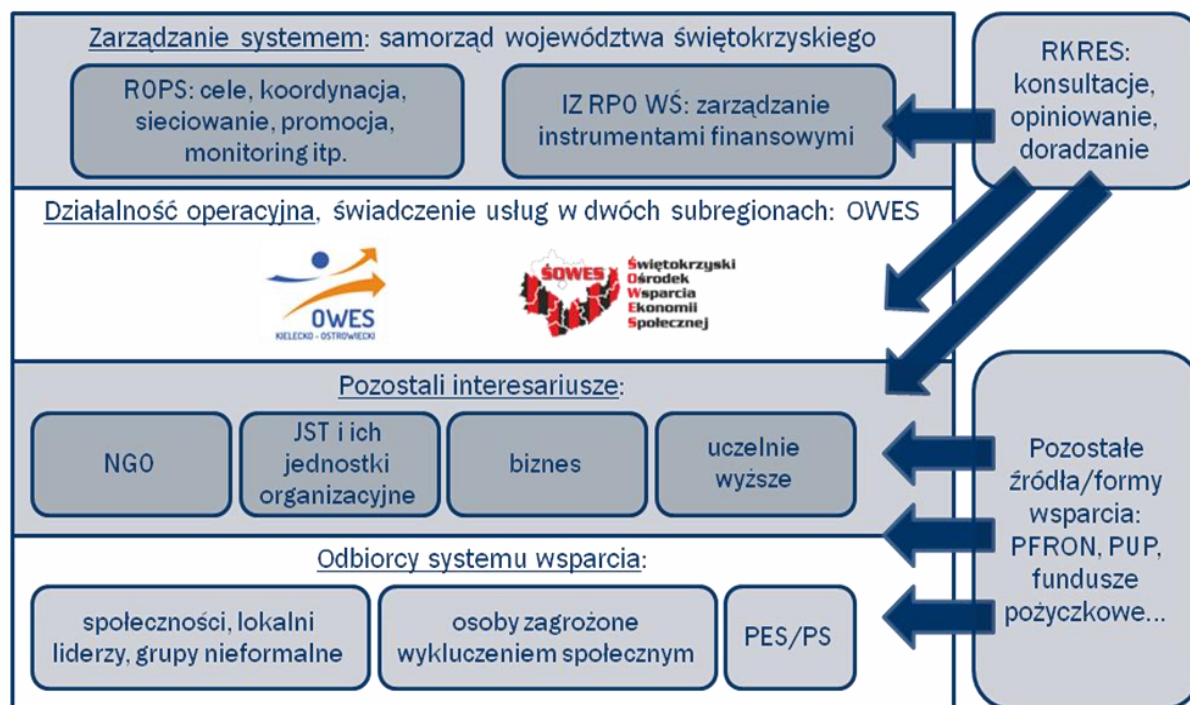 Zarządzanie systemem: samorząd województwa świętokrzyskiego
ROPS: cele, koordynacja,
sieciowanie, promocja,
monitoring itp.
IZ RPO WŚ: zarządzanie
instrumentami finansowymi
RKRES:
konsultacje,
opiniowanie,
doradzanie
Działalność operacyjna, świadczenie usług w dwóch subregionach: OWES
OWES
KIELECKO - OSTROWIECKI
ŚOWES
Świętokrzyski
Ośrodek
Wsparcia
Ekonomii
Społecznej
Pozostali interesariusze:
NGO
JST i ich
jednostki
organizacyjne
biznes
uczelnie
wyższe
Pozostałe
źródła/formy
wsparcia:
PFRON, PUP,
fundusze
pożyczkowe...
Odbiorcy systemu wsparcia:
społeczności, lokalni
liderzy, grupy nieformalne
osoby zagrożone
wykluczeniem społecznym
PES/PS